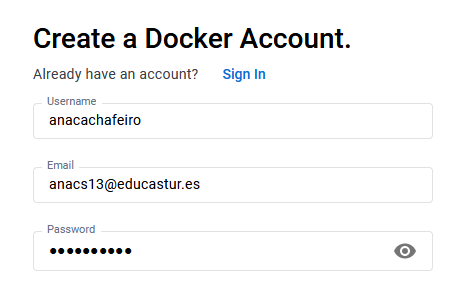 Create a Docker Account.
Already have an account? Sign In
Username
anacachafeiro
Email
anacs13@educastur.es
Password
••••••••••